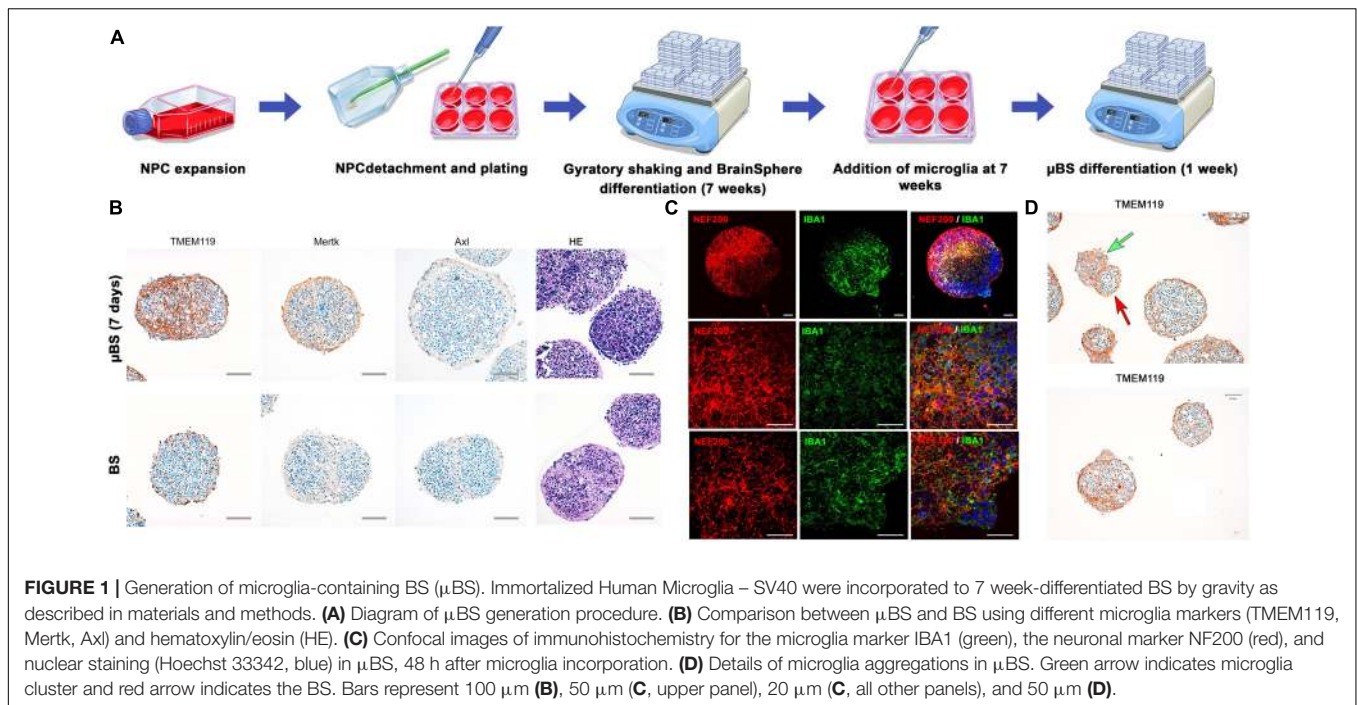 A
NPC expansion
NPCdetachment and plating
Gyratory shaking and BrainSphere
differentiation (7 weeks)
Addition of microglia at 7
weeks
μBS differentiation (1 week)
B
TMEM119 Mertk Axl HE
μBS (7 days)
BS
C
NEF200 IBA1 NEF200 / IBA1
NEF200 IBA1 NEF200 / IBA1
NEF200 IBA1 NEF200 / IBA1
D
TMEM119
TMEM119
FIGURE 1 | Generation of microglia-containing BS (μBS). Immortalized Human Microglia – SV40 were incorporated to 7 week-differentiated BS by gravity as
described in materials and methods. (A) Diagram of μBS generation procedure. (B) Comparison between μBS and BS using different microglia markers (TMEM119,
Mertk, Axl) and hematoxylin/eosin (HE). (C) Confocal images of immunohistochemistry for the microglia marker IBA1 (green), the neuronal marker NF200 (red), and
nuclear staining (Hoechst 33342, blue) in μBS, 48 h after microglia incorporation. (D) Details of microglia aggregations in μBS. Green arrow indicates microglia
cluster and red arrow indicates the BS. Bars represent 100 μm (B), 50 μm (C, upper panel), 20 μm (C, all other panels), and 50 μm (D).